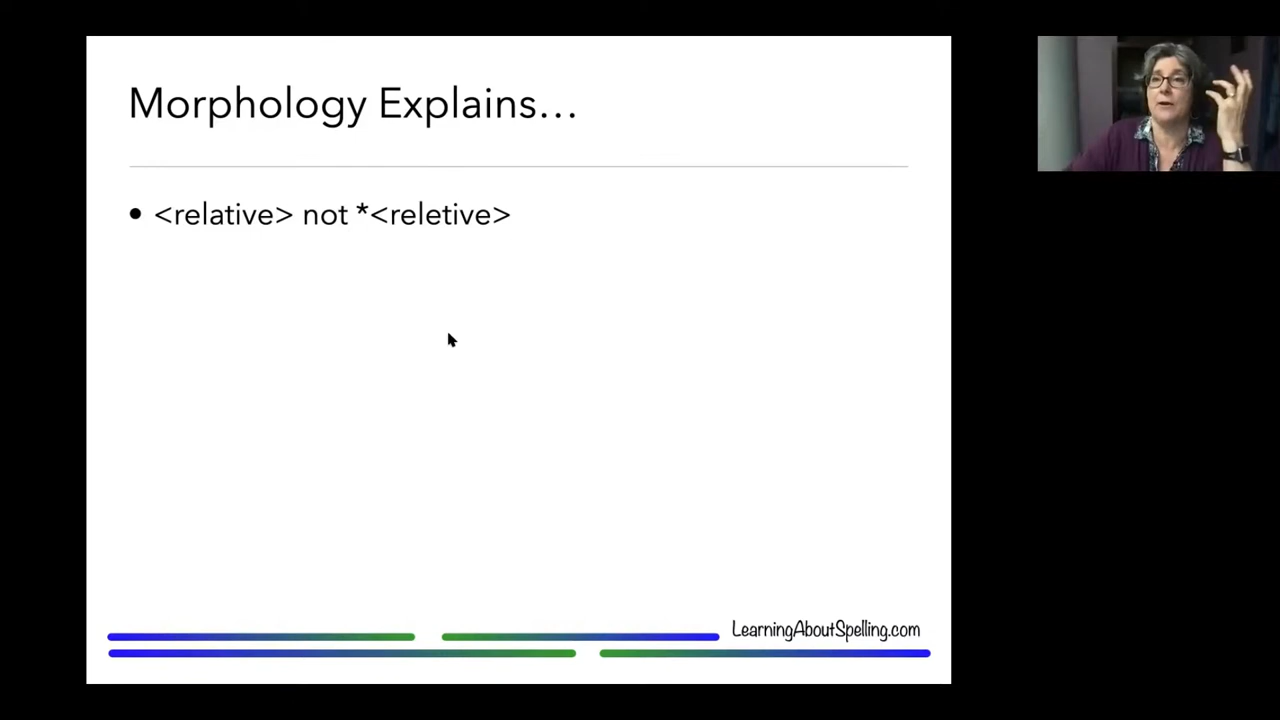 Morphology Explains…
• <relative> not *<reletive>
LearningAboutSpelling.com